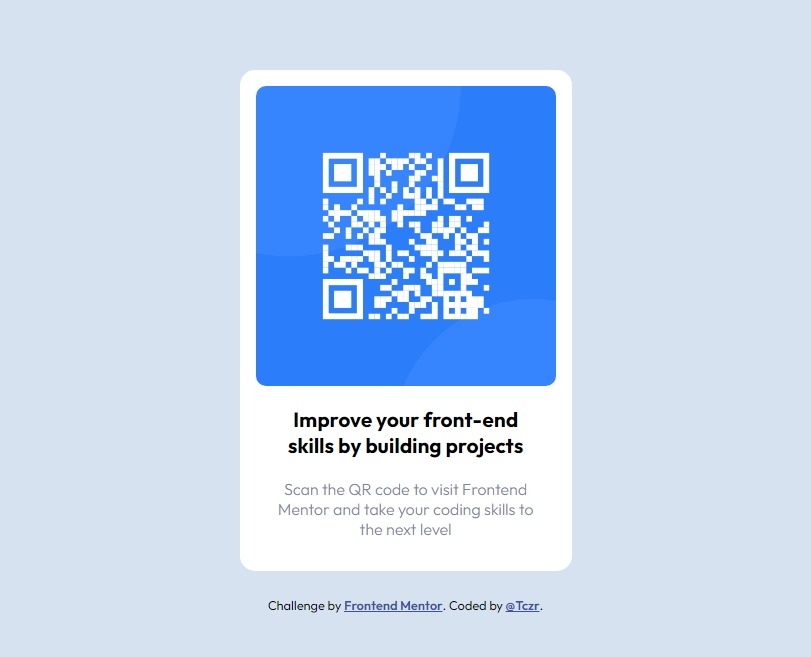 Improve your front-end
skills by building projects
Scan the QR code to visit Frontend
Mentor and take your coding skills to
the next level
Challenge by Frontend Mentor. Coded by @Tczr.